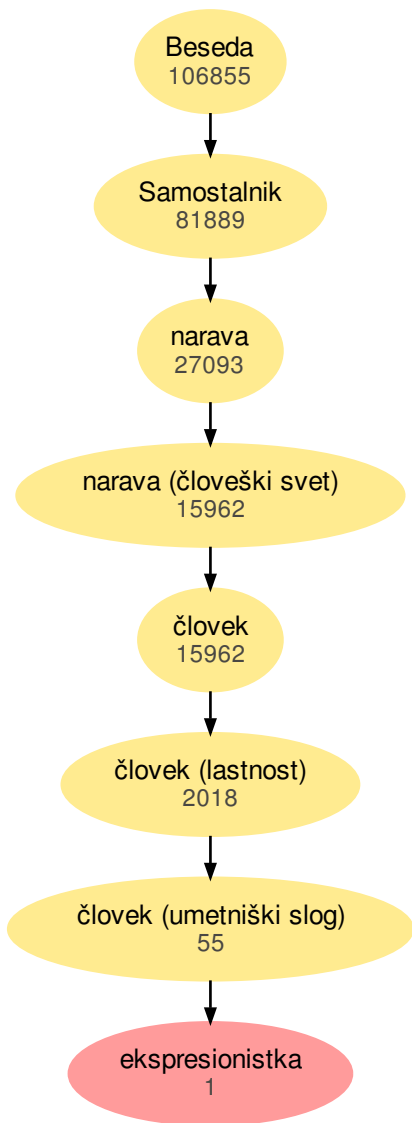 Beseda
106855
Samostalnik
81889
narava
27093
narava (človeški svet)
15962
človek
15962
človek (lastnost)
2018
človek (umetniški slog)
55
ekspresionistka
1